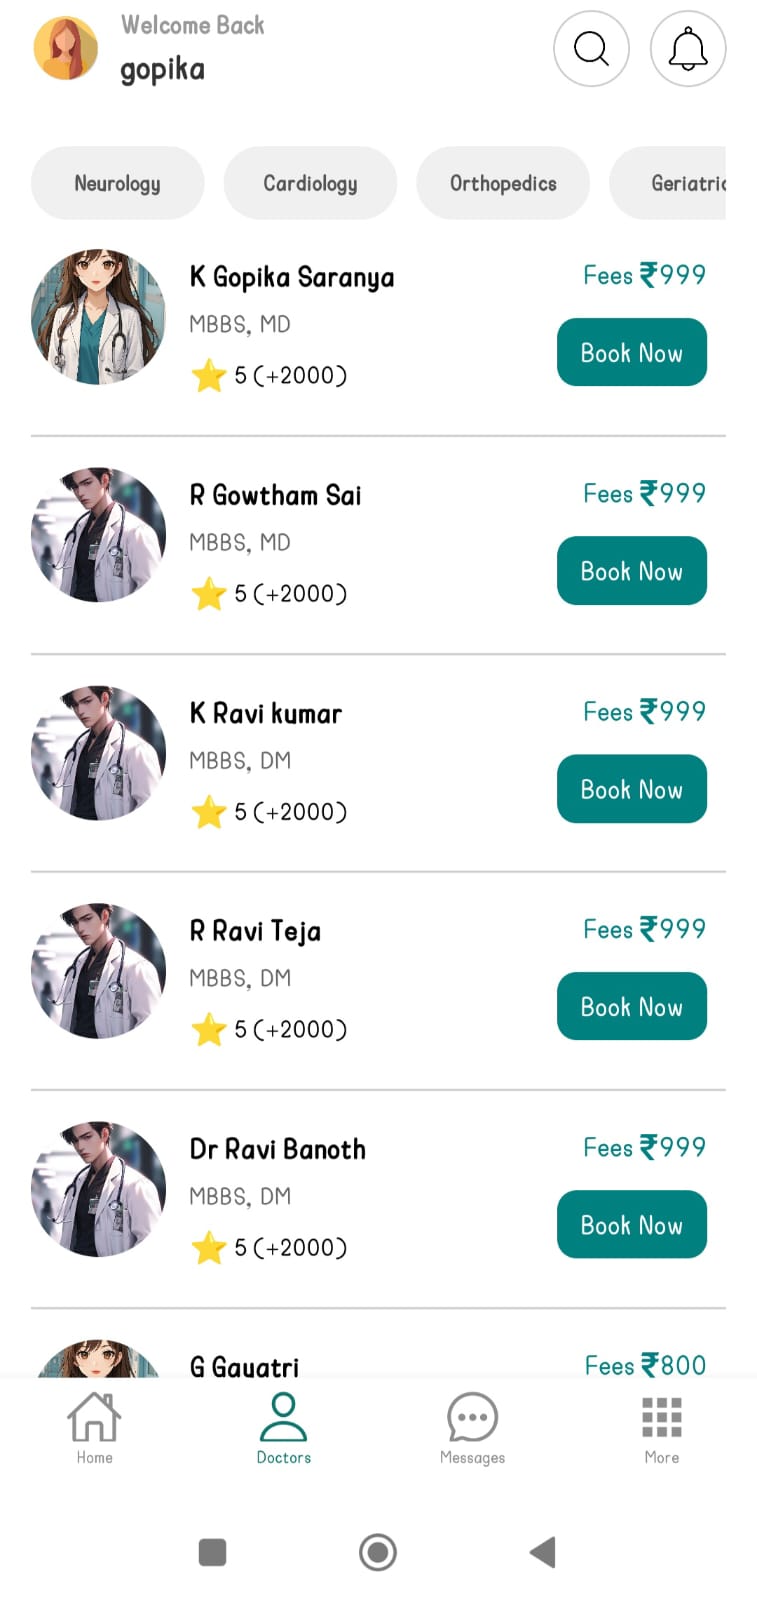 Welcome Back
gopika
Neurology Cardiology Orthopedics Geriatric
K Gopika Saranya
Fees ₹999
MBBS, MD
Book Now
5 (+2000)
R Gowtham Sai
Fees ₹999
MBBS, MD
Book Now
5 (+2000)
K Ravi kumar
Fees ₹999
MBBS, DM
Book Now
5 (+2000)
R Ravi Teja
Fees ₹999
MBBS, DM
Book Now
5 (+2000)
Dr Ravi Banoth
Fees ₹999
MBBS, DM
Book Now
5 (+2000)
G Gayatri
Fees ₹800
Home Doctors Messages More